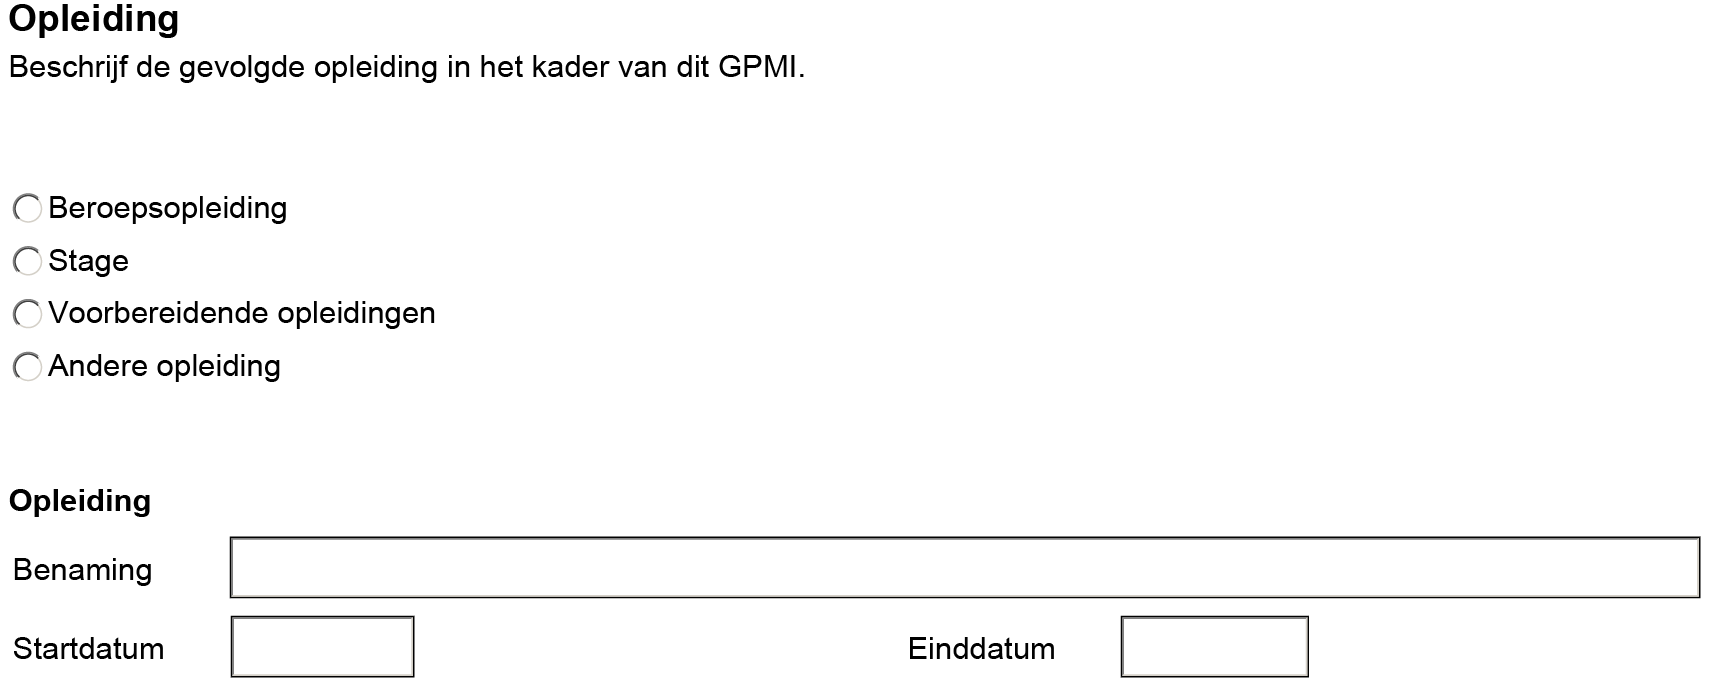 Opleiding
Beschrijf de gevolgde opleiding in het kader van dit GPMI.
Beroepsopleiding
Stage
Voorbereidende opleidingen
Andere opleiding
Opleiding
Benaming
Startdatum Einddatum